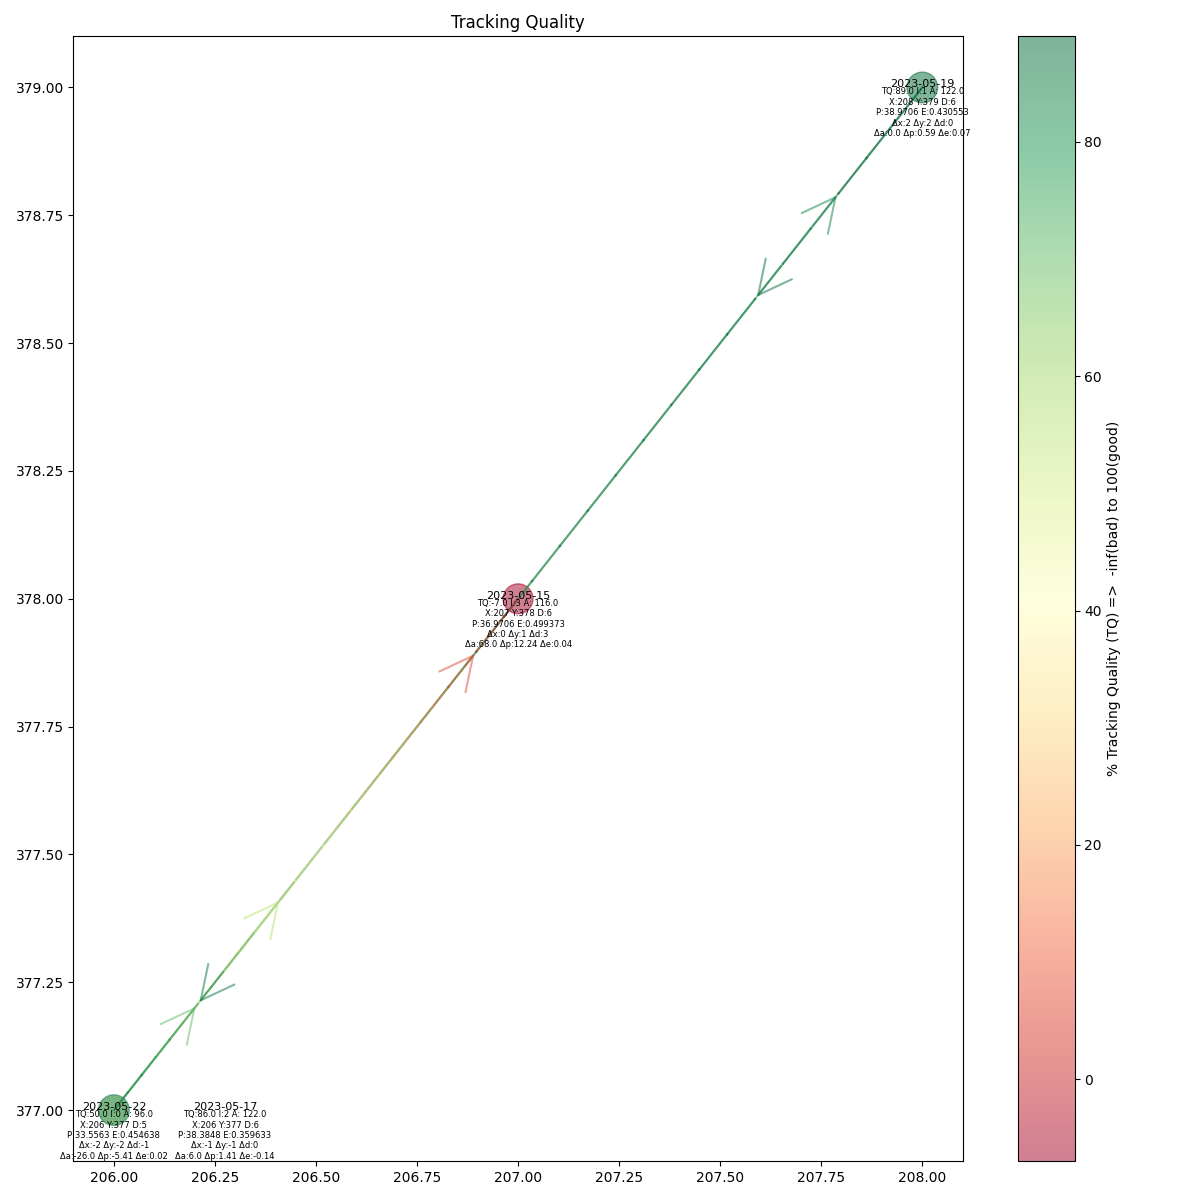 Tracking Quality
379.00
378.75
378.50
378.25
378.00
377.75
377.50
377.25
377.00
2023-05-19
TQ:89.0 I:1 A: 122.0
X:208 Y:379 D:6
P:38.9706 E:0.430553
Δx:2 Δy:2 Δd:0
Δa:0.0 Δp:0.59 Δe:0.07
2023-05-15
TQ:-7.0 I:3 A: 116.0
X:207 Y:378 D:6
P:36.9706 E:0.499373
Δx:0 Δy:1 Δd:3
Δa:68.0 Δp:12.24 Δe:0.04
2023-05-22
TQ:50.0 I:0 A: 96.0
X:206 Y:377 D:5
P:33.5563 E:0.454638
Δx:-2 Δy:-2 Δd:-1
Δa:-26.0 Δp:-5.41 Δe:0.02
2023-05-17
TQ:86.0 I:2 A: 122.0
X:206 Y:377 D:6
P:38.3848 E:0.359633
Δx:-1 Δy:-1 Δd:0
Δa:6.0 Δp:1.41 Δe:-0.14
206.00 206.25 206.50 206.75 207.00 207.25 207.50 207.75 208.00
80
60
40
20
0
% Tracking Quality (TQ) => -inf(bad) to 100(good)